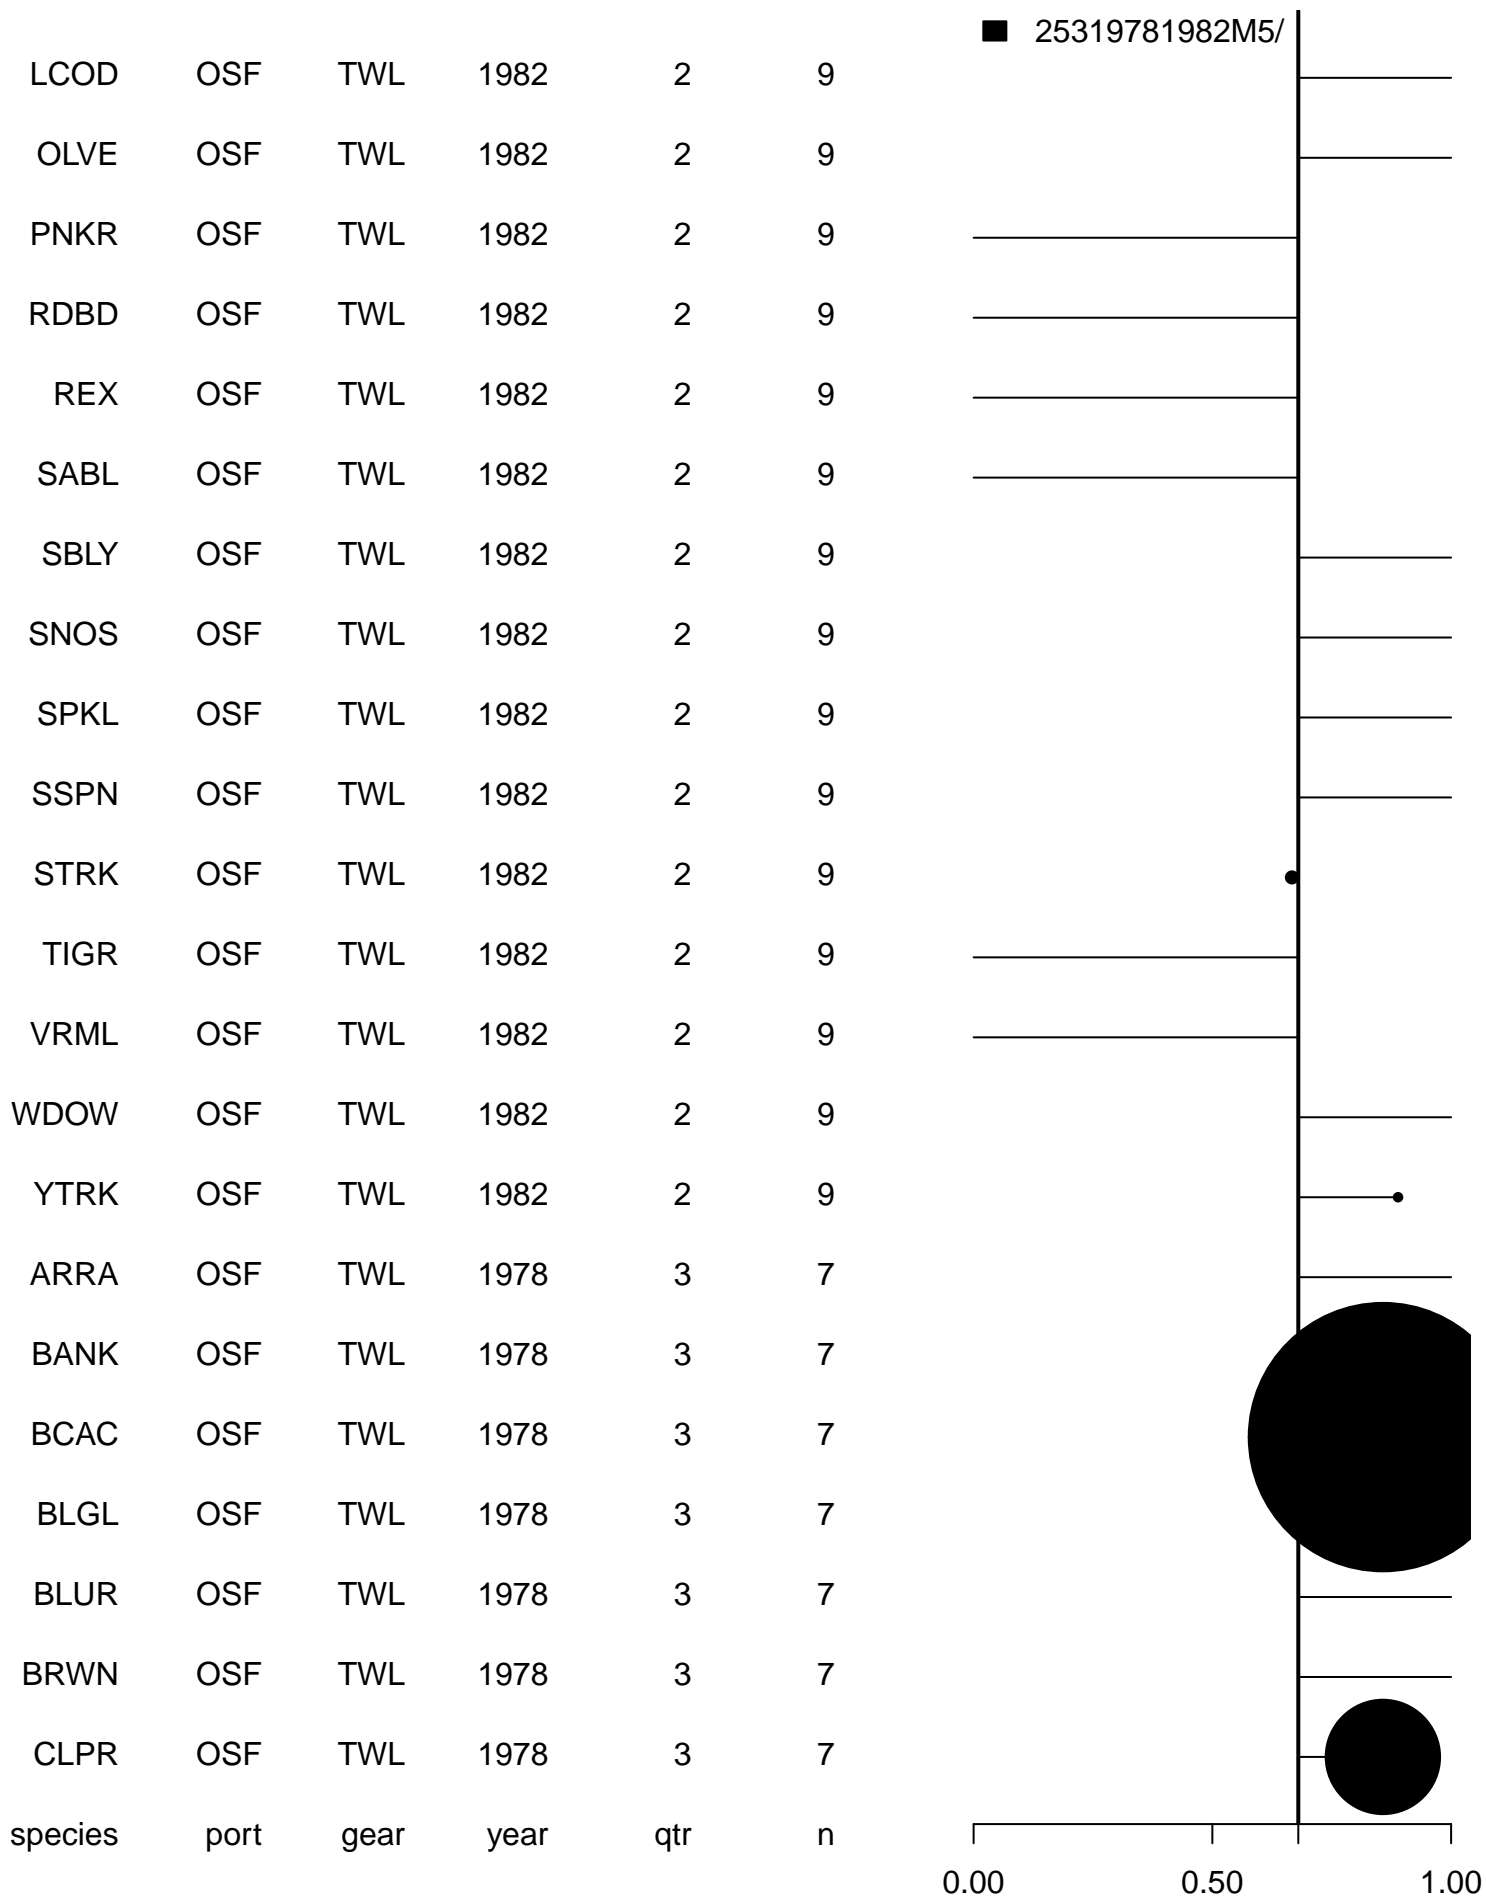 25319781982M5/
LCOD OSF TWL 1982 2 9
OLVE OSF TWL 1982 2 9
PNKR OSF TWL 1982 2 9
RDBD OSF TWL 1982 2 9
REX OSF TWL 1982 2 9
SABL OSF TWL 1982 2 9
SBLY OSF TWL 1982 2 9
SNOS OSF TWL 1982 2 9
SPKL OSF TWL 1982 2 9
SSPN OSF TWL 1982 2 9
STRK OSF TWL 1982 2 9
TIGR OSF TWL 1982 2 9
VRML OSF TWL 1982 2 9
WDOW OSF TWL 1982 2 9
YTRK OSF TWL 1982 2 9
ARRA OSF TWL 1978 3 7
BANK OSF TWL 1978 3 7
BCAC OSF TWL 1978 3 7
BLGL OSF TWL 1978 3 7
BLUR OSF TWL 1978 3 7
BRWN OSF TWL 1978 3 7
CLPR OSF TWL 1978 3 7
species port gear year qtr n
0.00 0.50 1.00